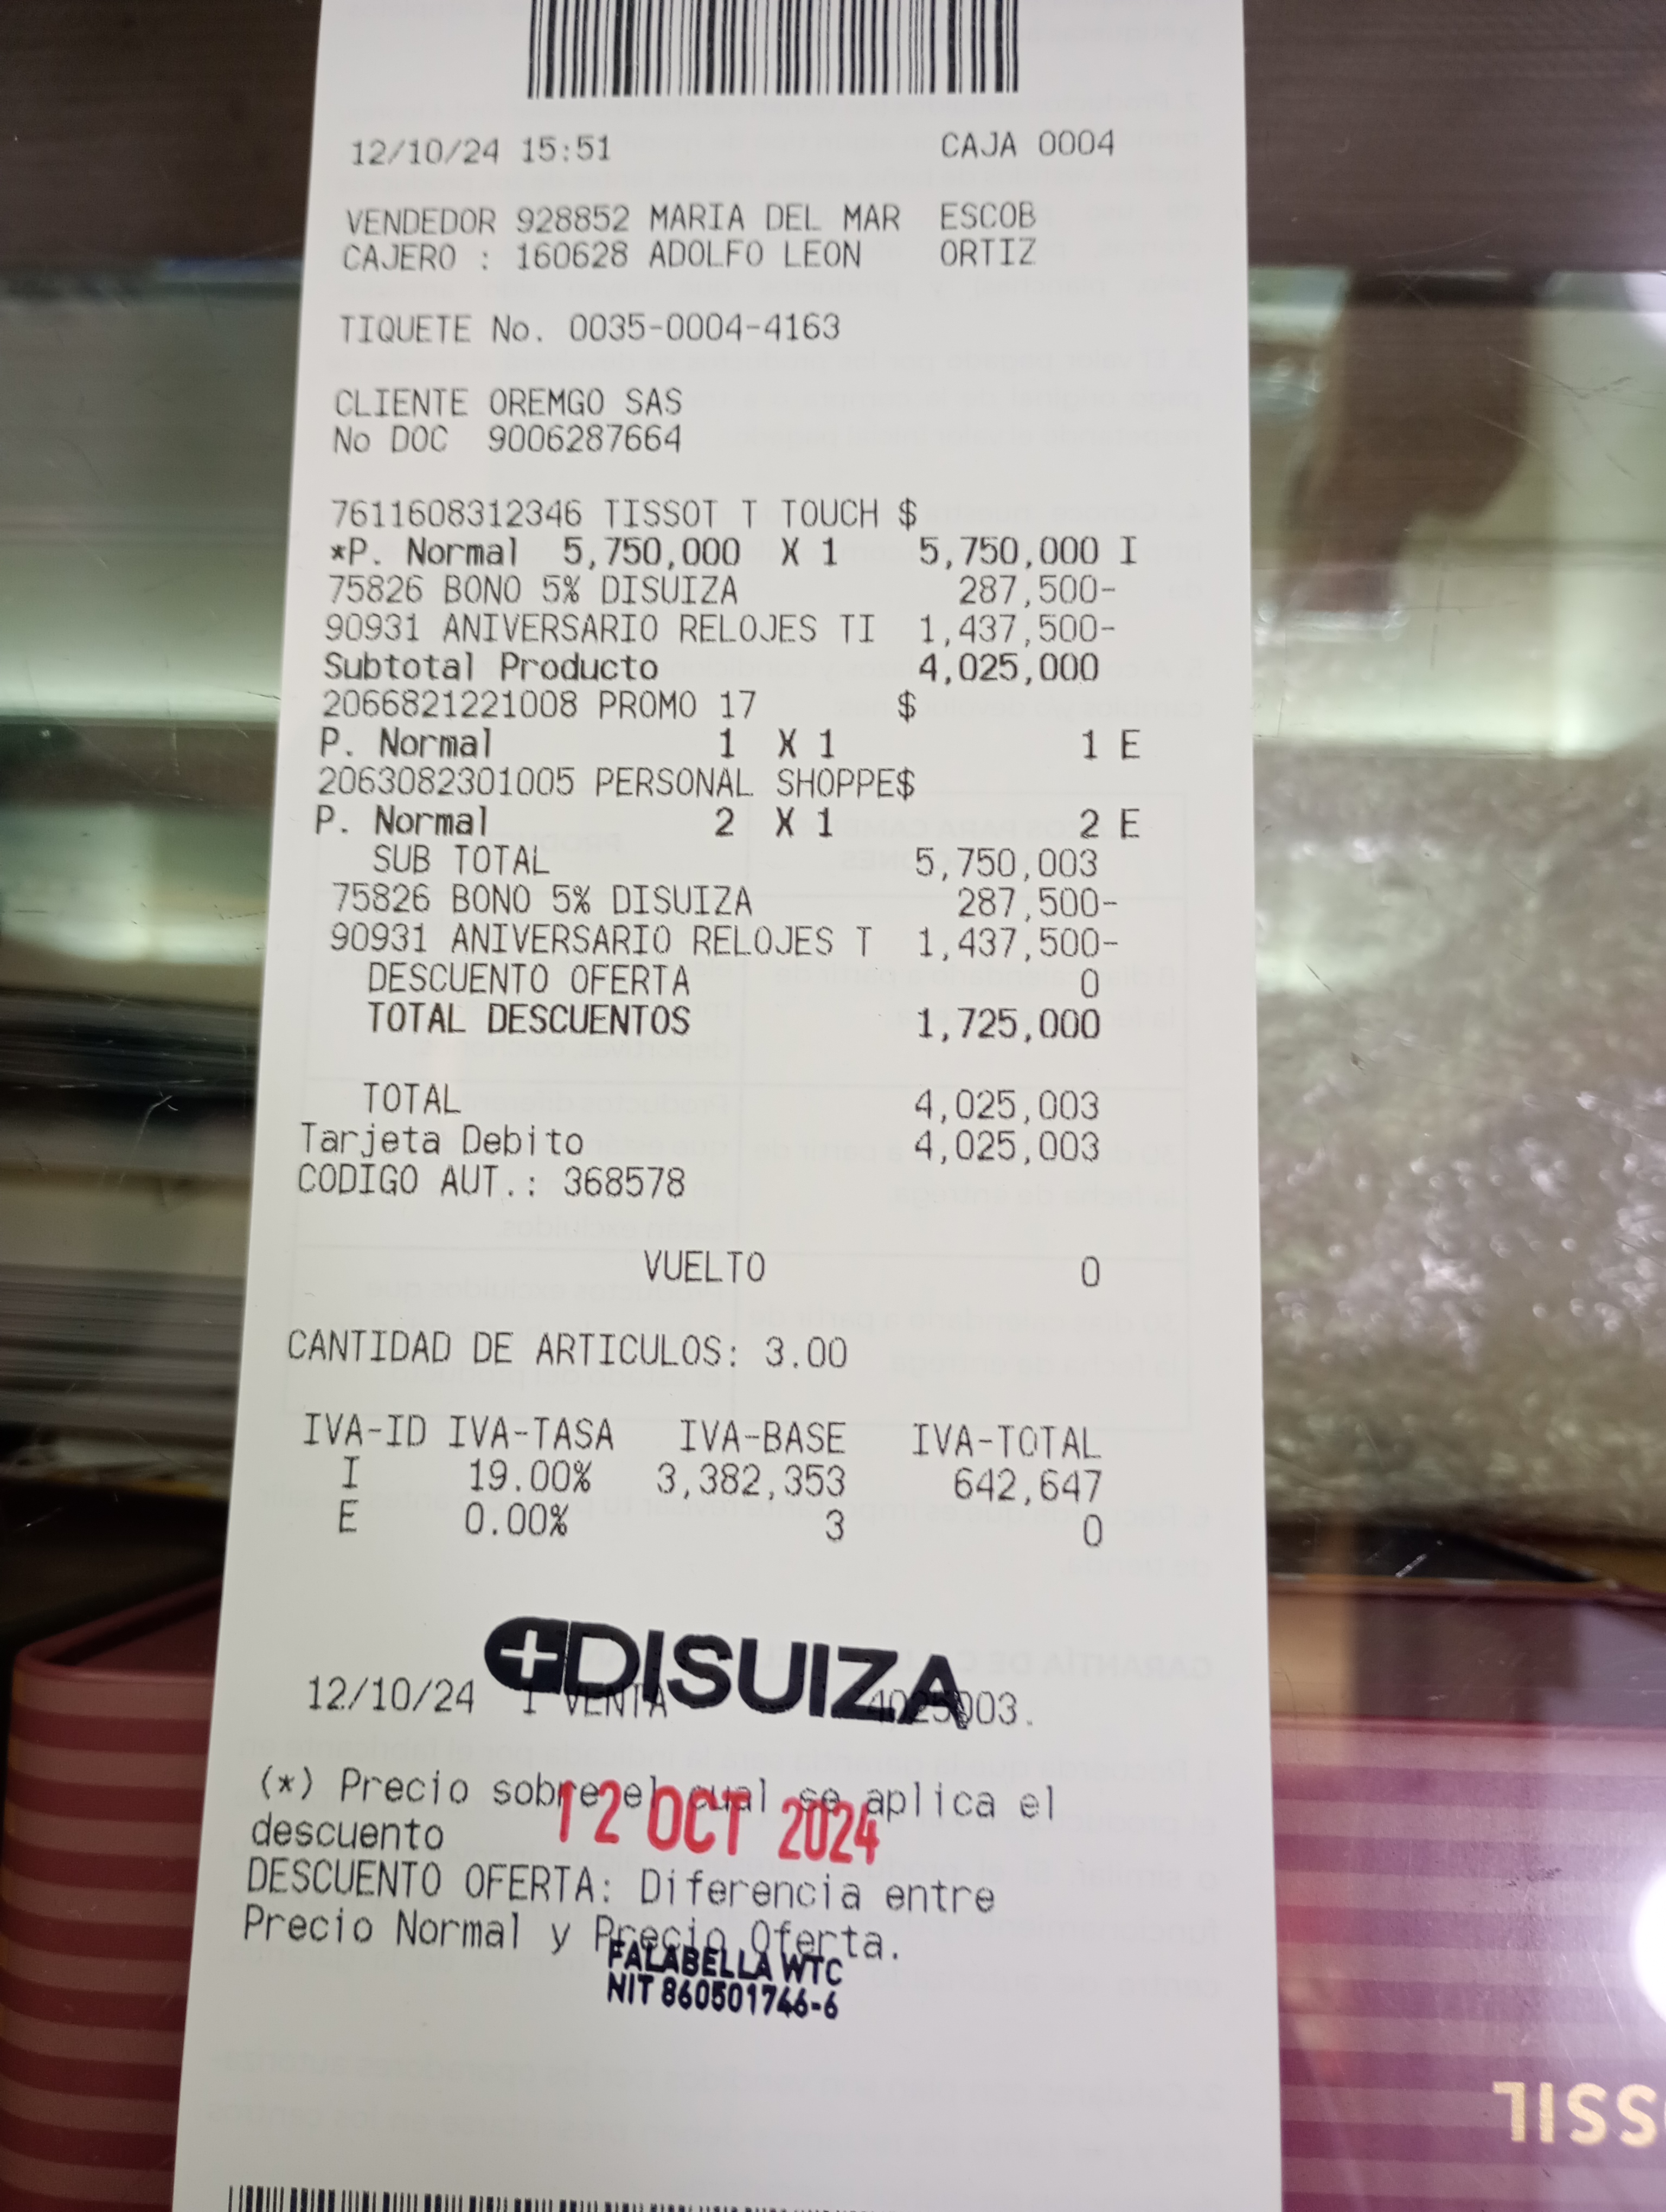 12/10/24 15:51 CAJA 0004
VENDEDOR 928852 MARIA DEL MAR ESCOB
CAJERO : 160628 ADOLFO LEON ORTIZ
TIQUETE No. 0035-0004-4163
CLIENTE OREMGO SAS
No DOC 9006287664
7611608312346 TISSOT T TOUCH $
*P. Normal 5,750,000 X 1 5,750,000 I
75826 BONO 5% DISUIZA 287,500-
90931 ANIVERSARIO RELOJES TI 1,437,500-
Subtotal Producto 4,025,000
2066821221008 PROMO 17 $
P. Normal 1 X 1 1 E
2063082301005 PERSONAL SHOPPE$
P. Normal 2 X 1 2 E
SUB TOTAL 5,750,003
75826 BONO 5% DISUIZA 287,500-
90931 ANIVERSARIO RELOJES T 1,437,500-
DESCUENTO OFERTA 0
TOTAL DESCUENTOS 1,725,000
TOTAL 4,025,003
Tarjeta Debito 4,025,003
CODIGO AUT.: 368578
VUELTO 0
CANTIDAD DE ARTICULOS: 3.00
IVA-ID IVA-TASA IVA-BASE IVA-TOTAL
I 19.00% 3,382,353 642,647
E 0.00% 3 0
DISUIZA
12/10/24 1 VENTA 4025003.
(*) Precio sobre el cual se aplica el
descuento
12 OCT 2024
DESCUENTO OFERTA: Diferencia entre
Precio Normal y Precio Oferta.
FALABELLA WTC
NIT 860501746-6